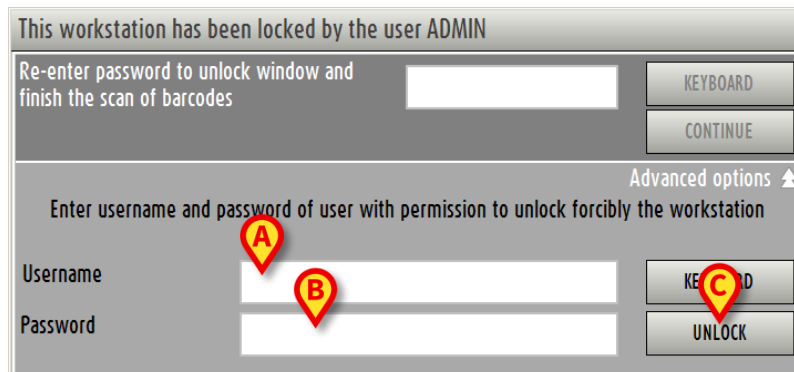 This workstation has been locked by the user ADMIN
Re-enter password to unlock window and
finish the scan of barcodes
KEYBOARD
CONTINUE
Advanced options
Enter username and password of user with permission to unlock forcibly the workstation
A
Username
B
C
Password
UNLOCK